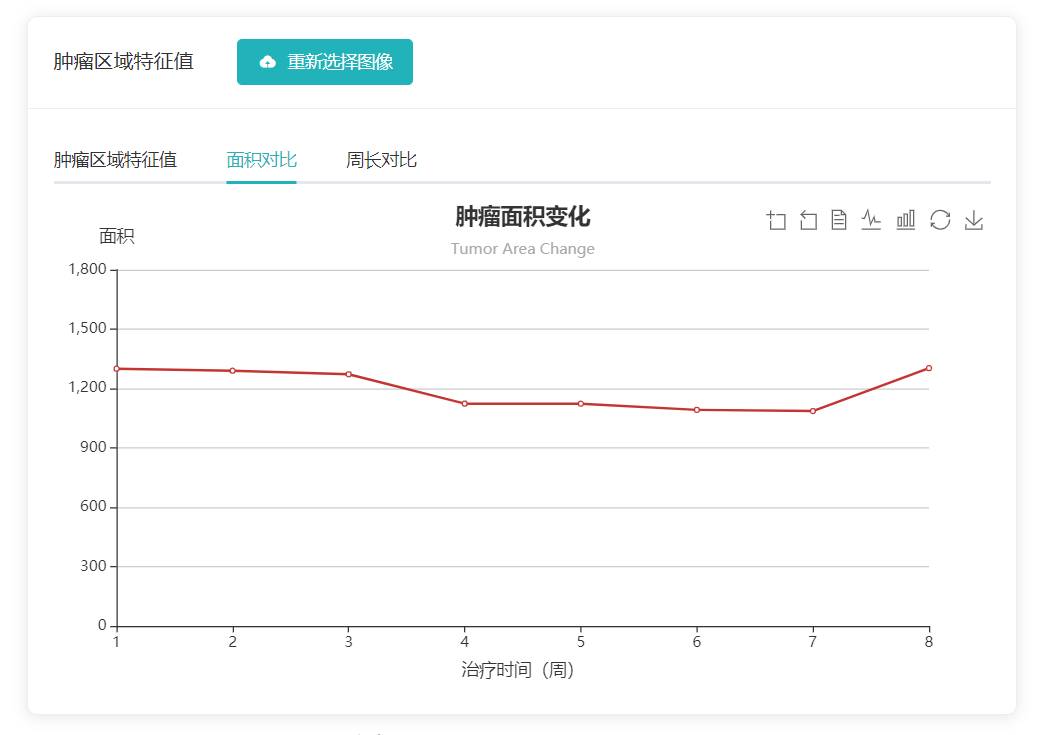 肿瘤区域特征值
重新选择图像
肿瘤区域特征值 面积对比 周长对比
肿瘤面积变化
Tumor Area Change
面积
1,800
1,500
1,200
900
600
300
0
1 2 3 4 5 6 7 8
治疗时间（周）